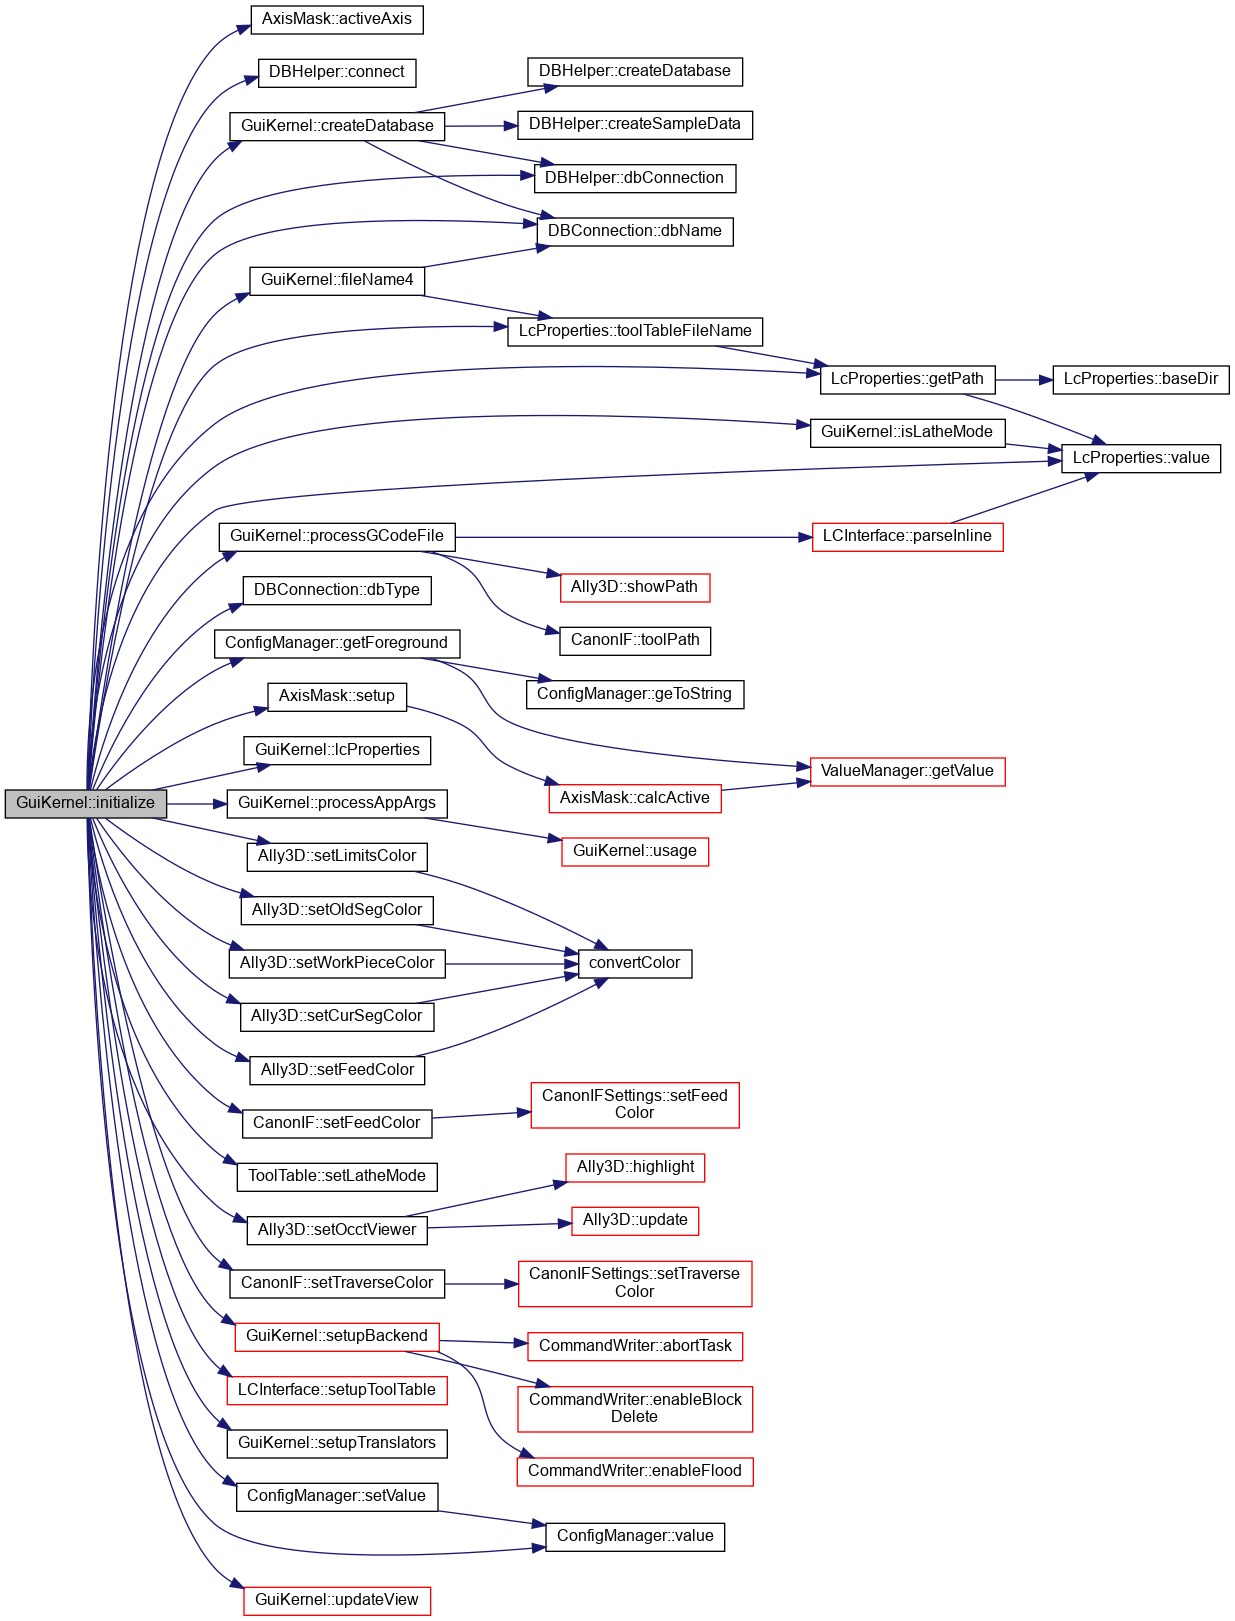 AxisMask::activeAxis
DBHelper::connect
DBHelper::createDatabase
GuiKernel::createDatabase
DBHelper::createSampleData
DBHelper::dbConnection
DBConnection::dbName
GuiKernel::fileName4
LcProperties::toolTableFileName
LcProperties::getPath
LcProperties::baseDir
GuiKernel::isLatheMode
LcProperties::value
GuiKernel::processGCodeFile
LCInterface::parseInline
Ally3D::showPath
DBConnection::dbType
CanonIF::toolPath
ConfigManager::getForeground
ConfigManager::geToString
AxisMask::setup
GuiKernel::lcProperties
ValueManager::getValue
AxisMask::calcActive
GuiKernel::initialize
GuiKernel::processAppArgs
GuiKernel::usage
Ally3D::setLimitsColor
Ally3D::setOldSegColor
Ally3D::setWorkPieceColor
convertColor
Ally3D::setCurSegColor
Ally3D::setFeedColor
CanonIFSettings::setFeed
Color
CanonIF::setFeedColor
Ally3D::highlight
ToolTable::setLatheMode
Ally3D::update
Ally3D::setOcctViewer
CanonIFSettings::setTraverse
Color
CanonIF::setTraverseColor
GuiKernel::setupBackend
CommandWriter::abortTask
LCInterface::setupToolTable
CommandWriter::enableBlock
Delete
GuiKernel::setupTranslators
CommandWriter::enableFlood
ConfigManager::setValue
ConfigManager::value
GuiKernel::updateView